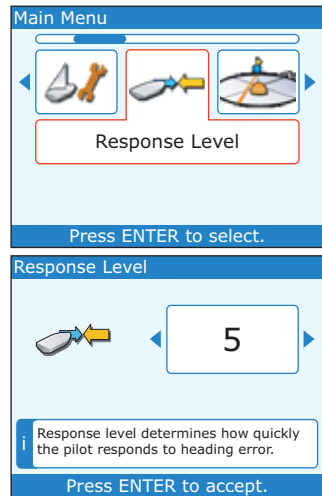 Main Menu
Response Level
Press ENTER to select.
Response Level
5
i
Response level determines how quickly
the pilot responds to heading error.
Press ENTER to accept.